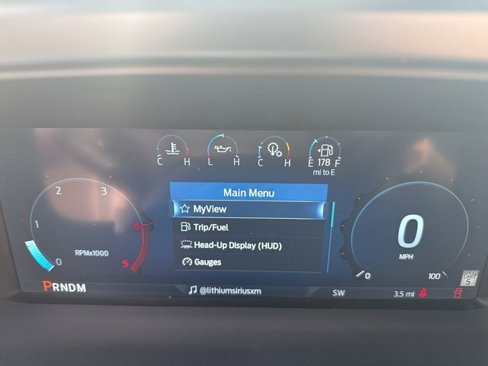 C H
L H
C H
E 178 F
mi to E
Main Menu
MyView
Trip/Fuel
Head-Up Display (HUD)
Gauges
0
1
2
3
4
5
RPMx1000
0
MPH
0 100
PRNDM
@lithiumsiriusxm
SW
3.5 mi